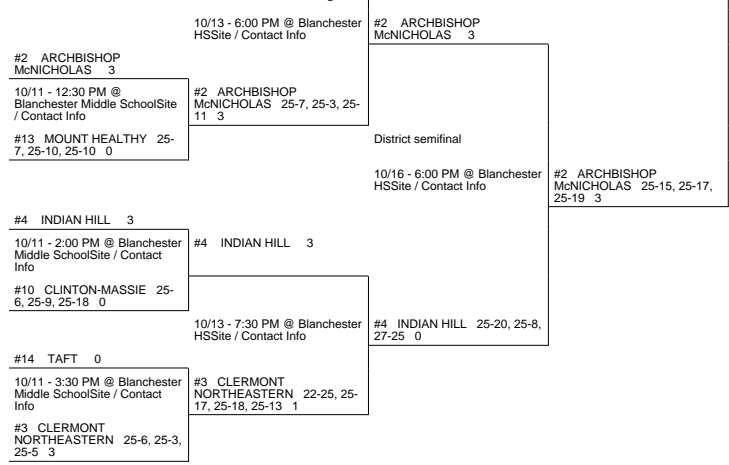 10/13 - 6:00 PM @ Blanchester
HSSite / Contact Info
#2 ARCHBISHOP
McNICHOLAS 3
#2 ARCHBISHOP
McNICHOLAS 3
10/11 - 12:30 PM @
Blanchester Middle SchoolSite
/ Contact Info
#2 ARCHBISHOP
McNICHOLAS 25-7, 25-3, 25-
11 3
#13 MOUNT HEALTHY 25-
7, 25-10, 25-10 0
District semifinal
10/16 - 6:00 PM @ Blanchester
HSSite / Contact Info
#2 ARCHBISHOP
McNICHOLAS 25-15, 25-17,
25-19 3
#4 INDIAN HILL 3
10/11 - 2:00 PM @ Blanchester
Middle SchoolSite / Contact
Info
#4 INDIAN HILL 3
#10 CLINTON-MASSIE 25-
6, 25-9, 25-18 0
10/13 - 7:30 PM @ Blanchester
HSSite / Contact Info
#4 INDIAN HILL 25-20, 25-8,
27-25 0
#14 TAFT 0
10/11 - 3:30 PM @ Blanchester
Middle SchoolSite / Contact
Info
#3 CLERMONT
NORTHEASTERN 22-25, 25-
17, 25-18, 25-13 1
#3 CLERMONT
NORTHEASTERN 25-6, 25-3,
25-5 3